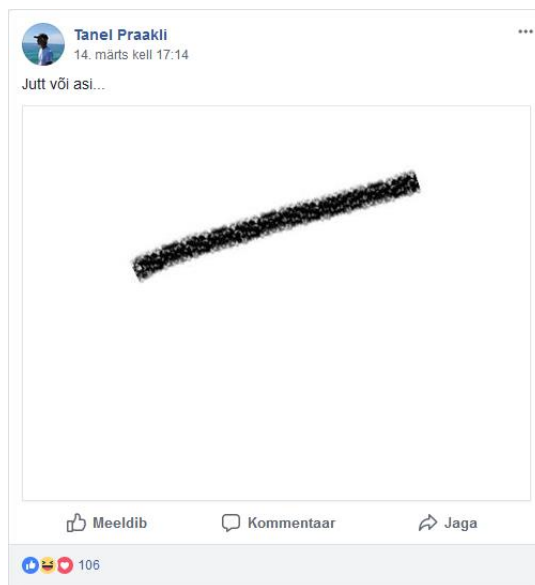 Tanel Praakli
14. märts kell 17:14
Jutt või asi...
Meeldib
Kommentaar
Jaga
106